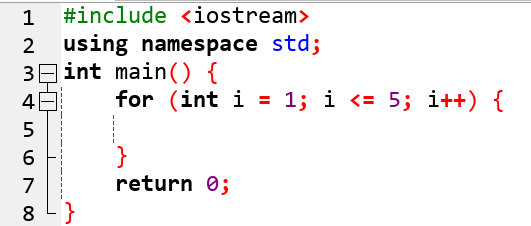 1 #include <iostream>
2 using namespace std;
3 int main() {
4     for (int i = 1; i <= 5; i++) {
5
6     }
7     return 0;
8 }